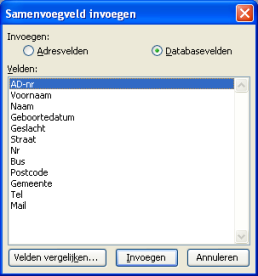 Samenvoegveld invoegen
Invoegen:
Adresvelden Databasevelden
Velden:
AD-nr
Voornaam
Naam
Geboortedatum
Geslacht
Straat
Nr
Bus
Postcode
Gemeente
Tel
Mail
Velden vergelijken... Invoegen Annuleren